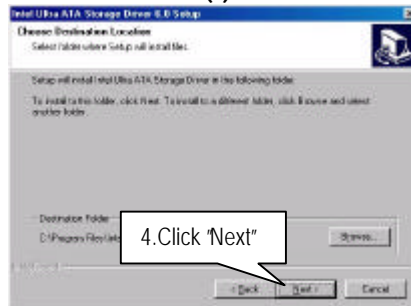 Intel Ultra ATA Storage Driver 6.0 Setup
Choose Destination Location
Select folder where Setup will install files.
Setup will install Intel Ultra ATA Storage Driver in the following folder.
To install to this folder, click Next. To install to a different folder, click Browse and select
another folder.
Destination Folder
C:\Program Files\Inte
Browse...
4.Click "Next"
< Back
Next >
Cancel